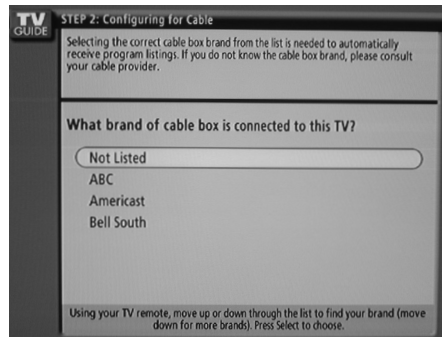 TV
GUIDE
STEP 2: Configuring for Cable
Selecting the correct cable box brand from the list is needed to automatically
receive program listings. If you do not know the cable box brand, please consult
your cable provider.
What brand of cable box is connected to this TV?
Not Listed
ABC
Americast
Bell South
Using your TV remote, move up or down through the list to find your brand (move
down for more brands). Press Select to choose.